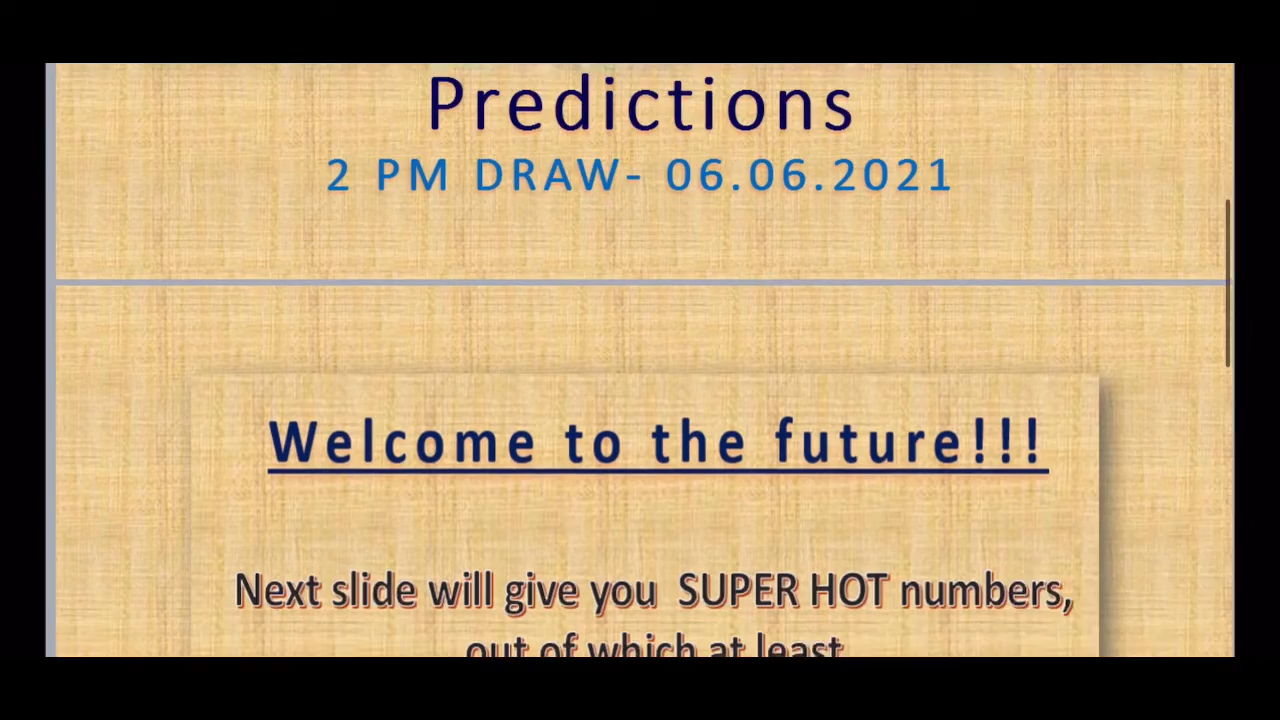 Predictions
2 PM DRAW- 06.06.2021
Welcome to the future!!!
Next slide will give you SUPER HOT numbers,
out of which at least